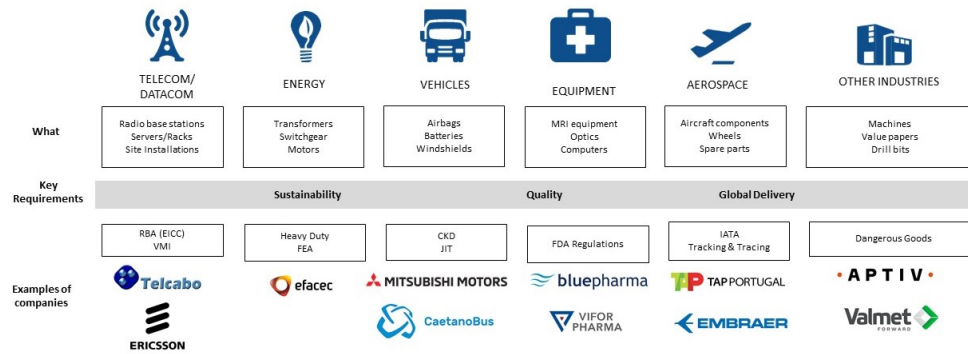 TELECOM/
DATACOM
ENERGY
VEHICLES
EQUIPMENT
AEROSPACE
OTHER INDUSTRIES
What
Radio base stations
Servers/Racks
Site Installations
Transformers
Switchgear
Motors
Airbags
Batteries
Windshields
MRI equipment
Optics
Computers
Aircraft components
Wheels
Spare parts
Machines
Value papers
Drill bits
Key
Requirements
Sustainability
Quality
Global Delivery
RBA (EICC)
VMI
Heavy Duty
FEA
CKD
JIT
FDA Regulations
IATA
Tracking & Tracing
Dangerous Goods
Examples of
companies
Telcabo
efacec
MITSUBISHI MOTORS
bluepharma
TAP TAP PORTUGAL
• APTIV •
ERICSSON
CaetanoBus
VIFOR
PHARMA
EMBRAER
Valmet
FORWARD